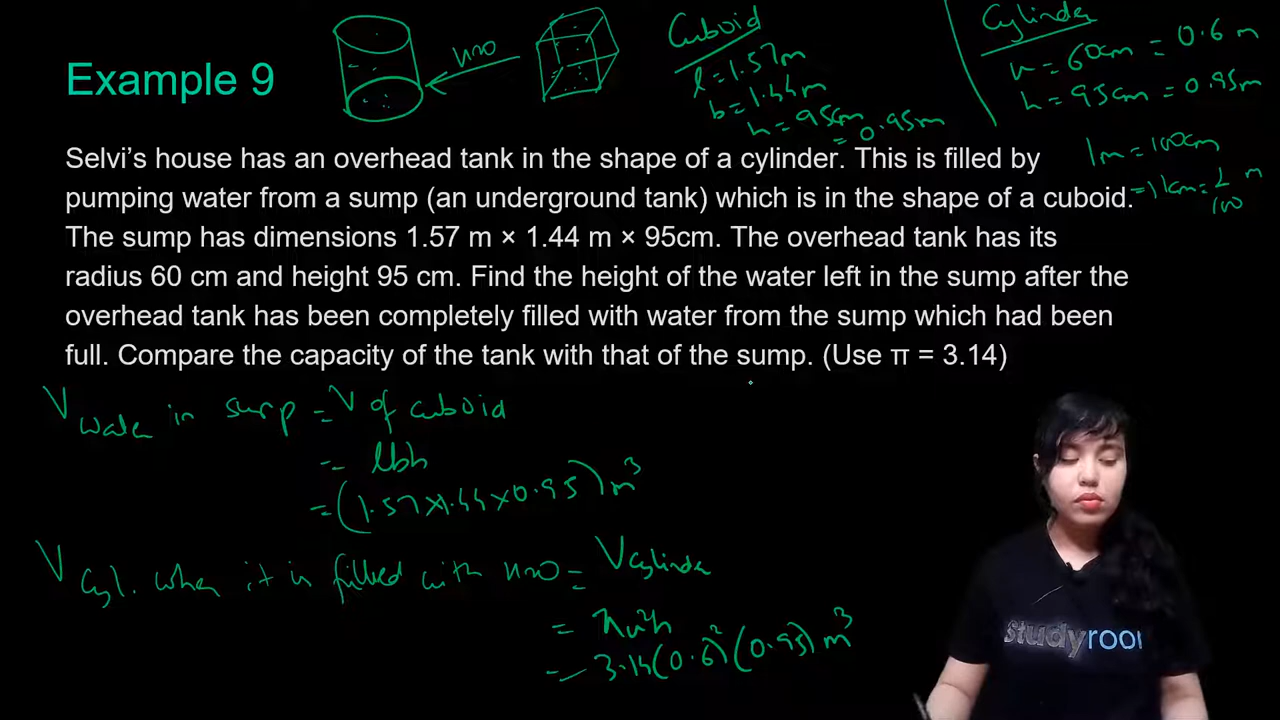 H20
Cuboid
l = 1.57m
b = 1.44m
h = 95cm
= 0.95m
Cylinder
r = 60cm = 0.6 m
h = 95cm = 0.95m
1m = 100cm
=) 1cm = 1/100 m
Example 9
Selvi’s house has an overhead tank in the shape of a cylinder. This is filled by
pumping water from a sump (an underground tank) which is in the shape of a cuboid.
The sump has dimensions 1.57 m × 1.44 m × 95cm. The overhead tank has its
radius 60 cm and height 95 cm. Find the height of the water left in the sump after the
overhead tank has been completely filled with water from the sump which had been
full. Compare the capacity of the tank with that of the sump. (Use π = 3.14)
V water in sump = V of cuboid
= lbh
= (1.57×1.44×0.95) m³
V cyl. when it is filled with H20 = V cylinder
= πr²h
= 3.14(0.6)²(0.95) m³
studyroom